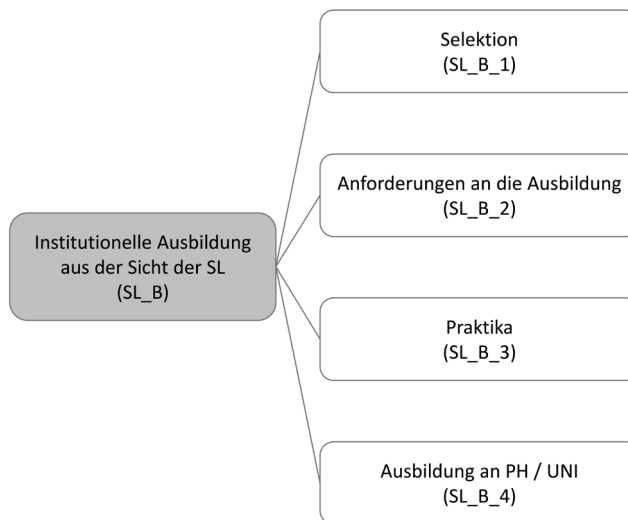 Selektion
(SL_B_1)
Anforderungen an die Ausbildung
(SL_B_2)
Institutionelle Ausbildung
aus der Sicht der SL
(SL_B)
Praktika
(SL_B_3)
Ausbildung an PH / UNI
(SL_B_4)